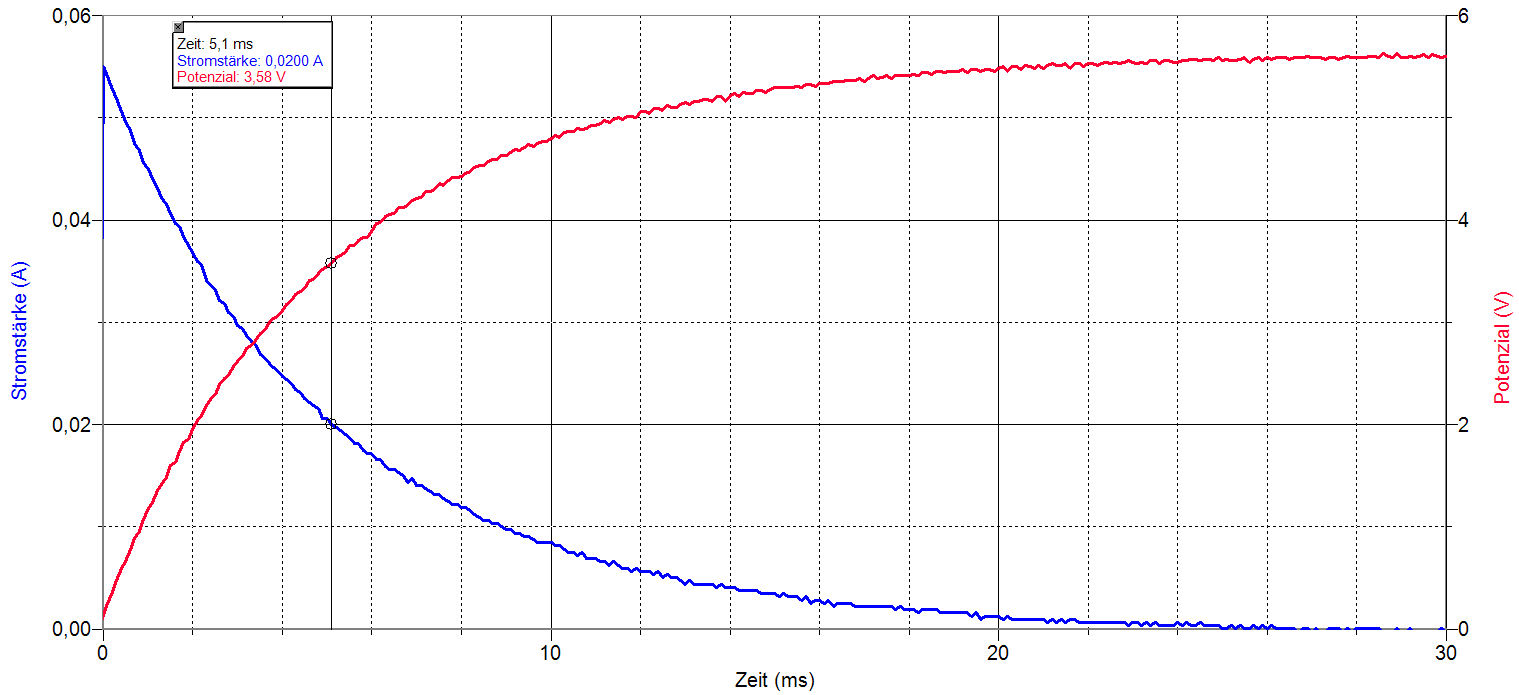 0,06
6
Zeit: 5,1 ms
Stromstärke: 0,0200 A
Potenzial: 3,58 V
0,04
4
Stromstärke (A)
Potenzial (V)
0,02
2
0,00
0
0
10
20
30
Zeit (ms)